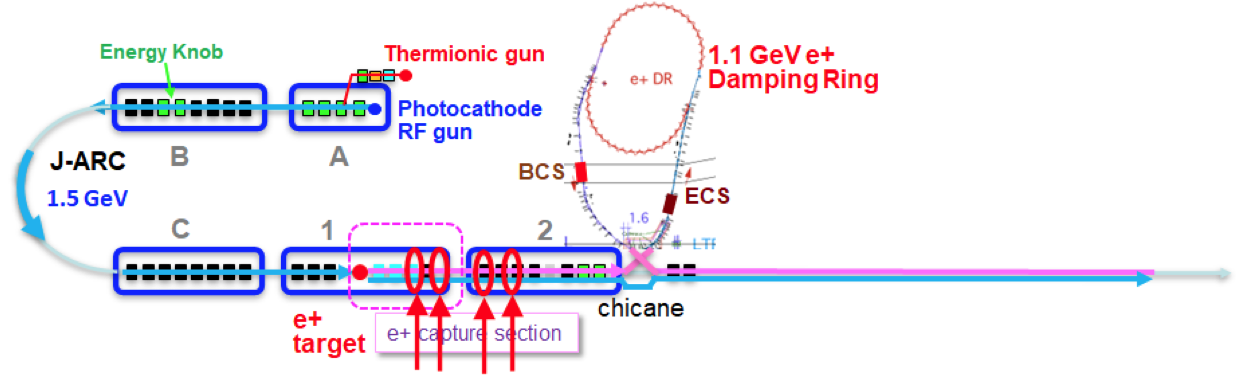 Energy Knob
Thermionic gun
1.1 GeV e+
Damping Ring
e+ DR
Photocathode
RF gun
B
A
J-ARC
1.5 GeV
BCS
ECS
1.6
C
1
2
LTR
chicane
e+
target
e+ capture section